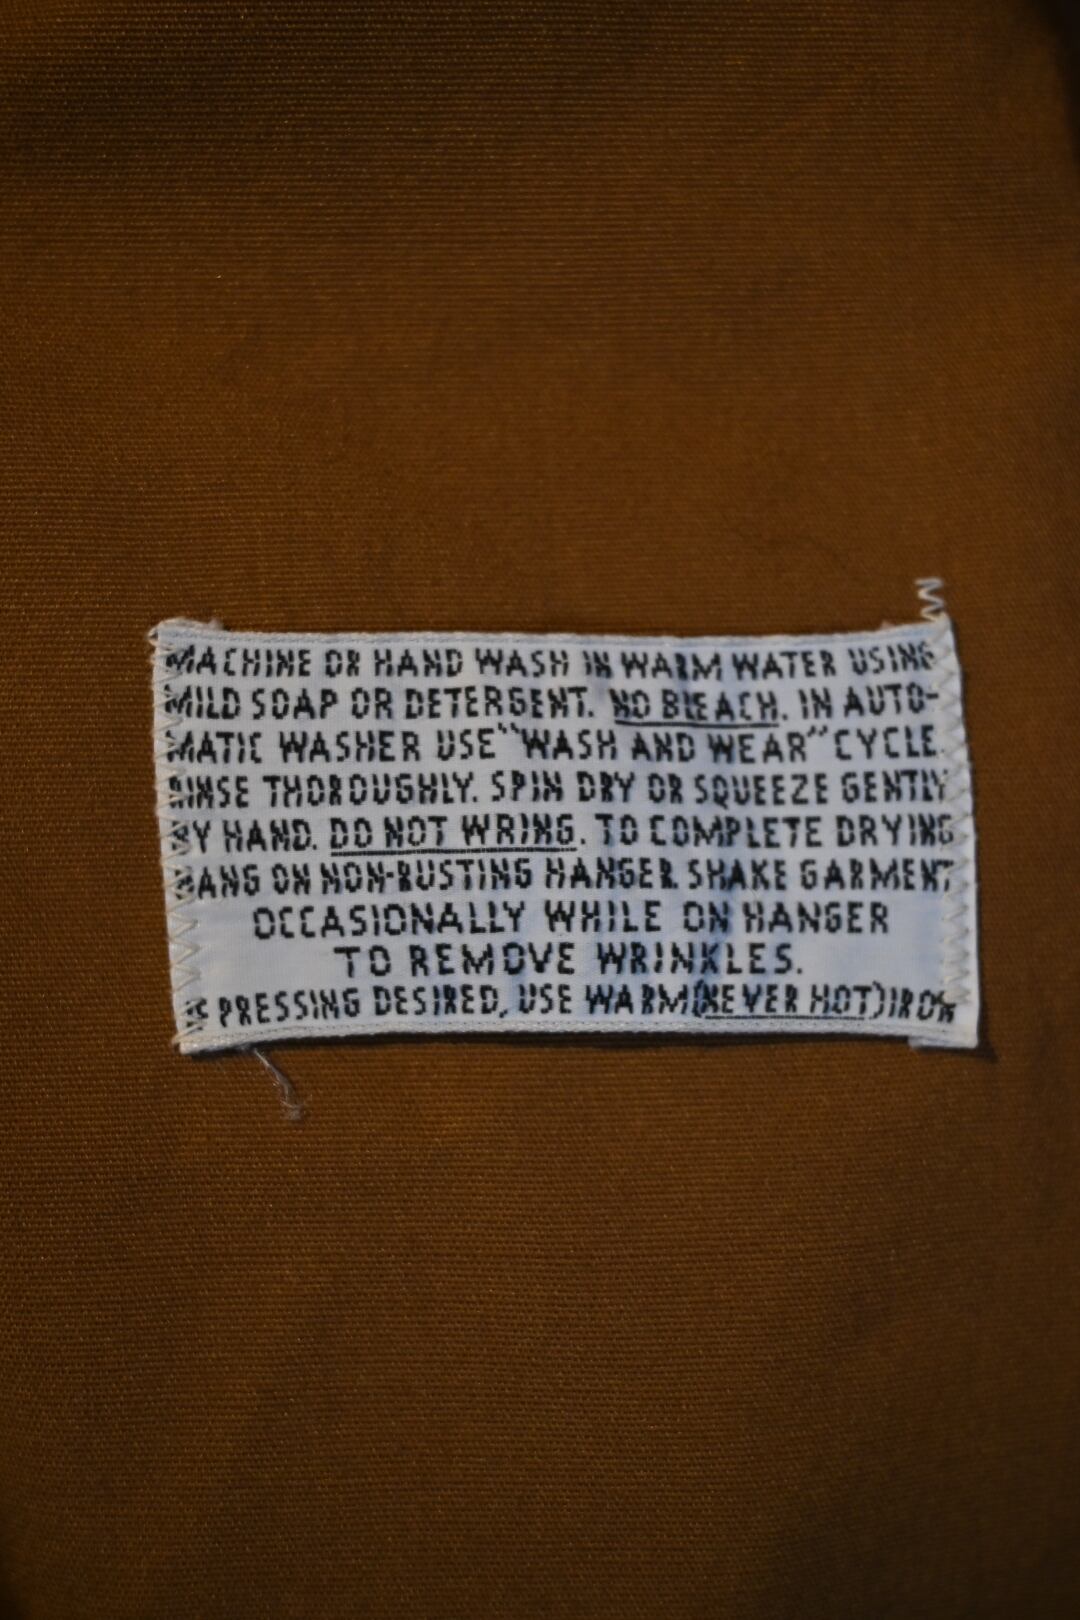 MACHINE OR HAND WASH IN WARM WATER USING
MILD SOAP OR DETERGENT. NO BLEACH. IN AUTO-
MATIC WASHER USE "WASH AND WEAR" CYCLE.
RINSE THOROUGHLY. SPIN DRY OR SQUEEZE GENTLY
BY HAND. DO NOT WRING. TO COMPLETE DRYING
HANG ON NON-RUSTING HANGER. SHAKE GARMENT
OCCASIONALLY WHILE ON HANGER
TO REMOVE WRINKLES.
IF PRESSING DESIRED, USE WARM (NEVER HOT) IRON